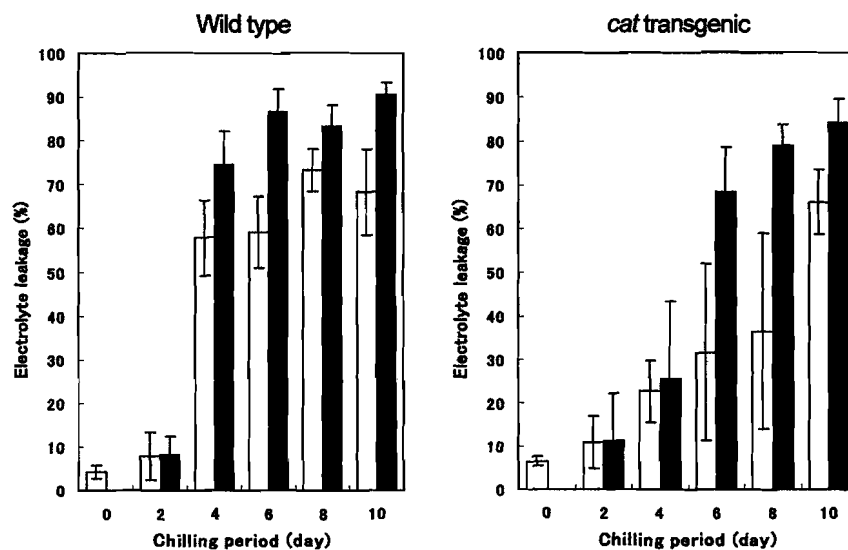 Wild type
100
90
80
70
60
50
40
30
20
10
0
Electrolyte leakage (%)
0 2 4 6 8 10
Chilling period (day)
cat transgenic
100
90
80
70
60
50
40
30
20
10
0
Electrolyte leakage (%)
0 2 4 6 8 10
Chilling period (day)